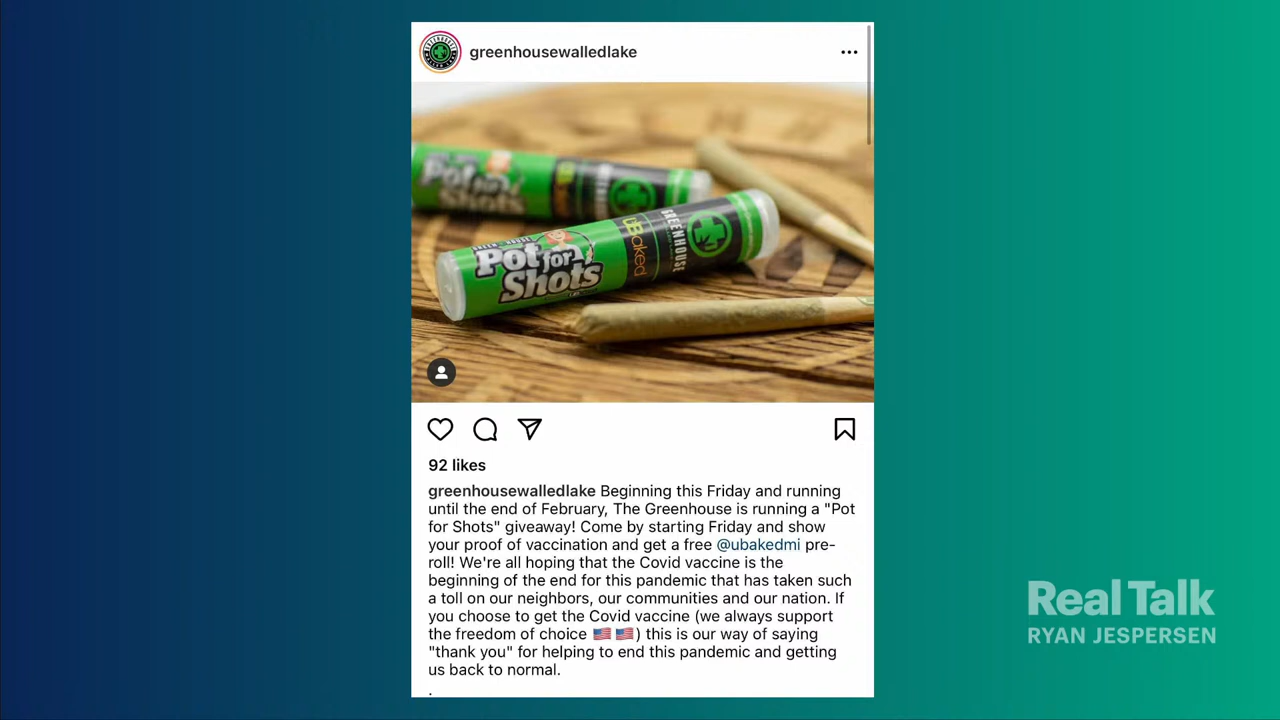 greenhousewalledlake
Pot for
Shots
GREENHOUSE
Pot for
Shots
uBaked
GREENHOUSE
92 likes
greenhousewalledlake Beginning this Friday and running
until the end of February, The Greenhouse is running a "Pot
for Shots" giveaway! Come by starting Friday and show
your proof of vaccination and get a free @ubakedmi pre-
roll! We're all hoping that the Covid vaccine is the
beginning of the end for this pandemic that has taken such
a toll on our neighbors, our communities and our nation. If
you choose to get the Covid vaccine (we always support
the freedom of choice 🇺🇸 🇺🇸) this is our way of saying
"thank you" for helping to end this pandemic and getting
us back to normal.
.
Real Talk
RYAN JESPERSEN